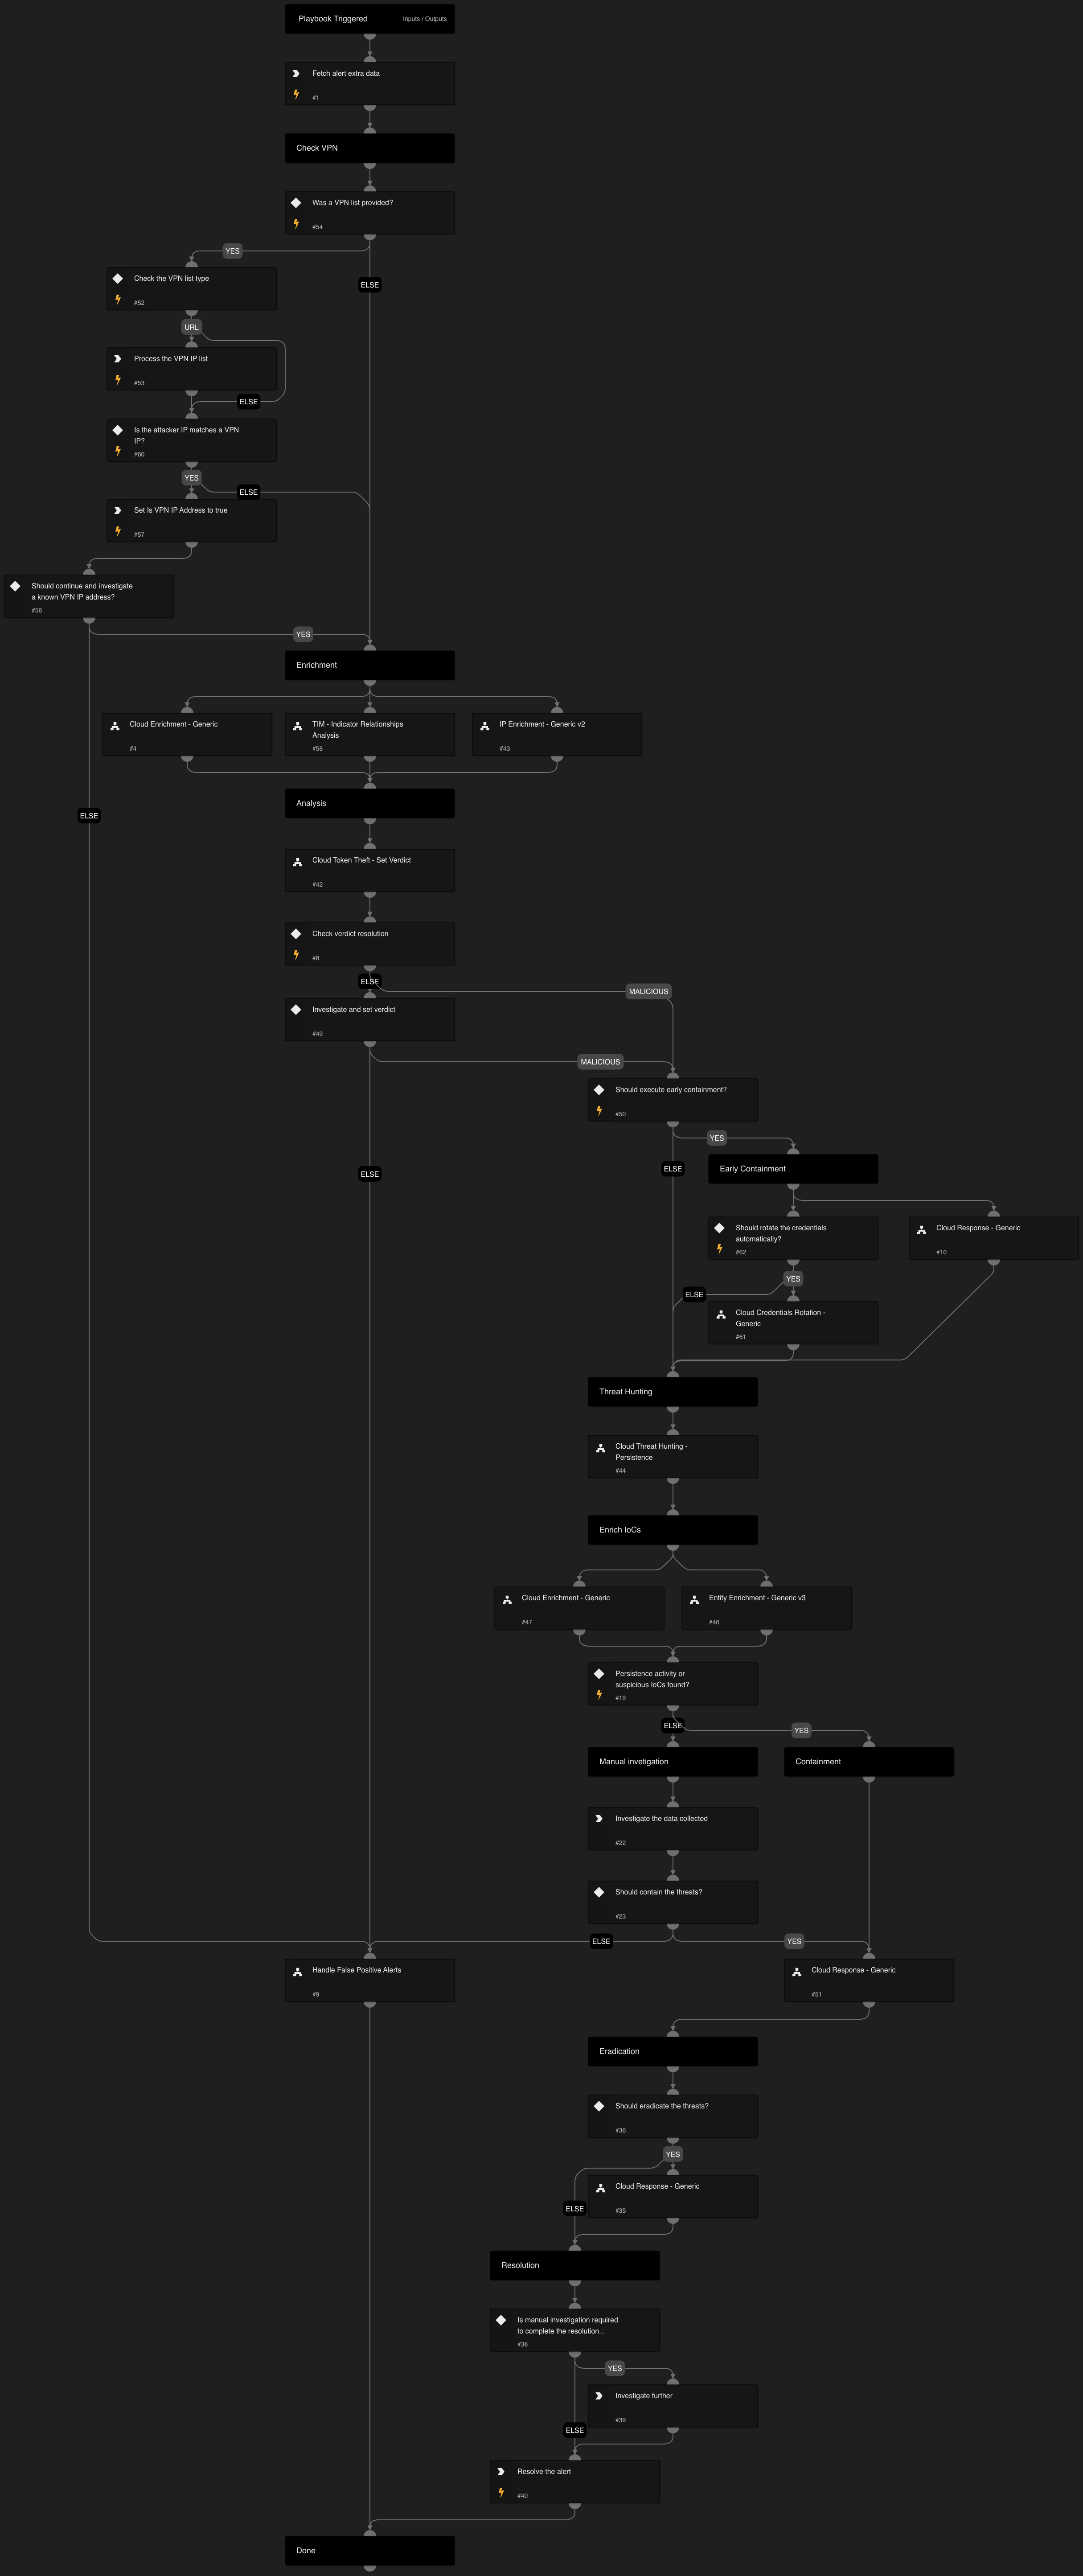 Playbook Triggered
Inputs / Outputs
Fetch alert extra data
#1
Check VPN
Was a VPN list provided?
#54
YES
ELSE
Check the VPN list type
#52
URL
Process the VPN IP list
#53
ELSE
Is the attacker IP matches a VPN
IP?
#60
YES
ELSE
Set Is VPN IP Address to true
#57
Should continue and investigate
a known VPN IP address?
#56
YES
Enrichment
Cloud Enrichment - Generic
#4
TIM - Indicator Relationships
Analysis
#58
IP Enrichment - Generic v2
#43
Analysis
ELSE
Cloud Token Theft - Set Verdict
#42
Check verdict resolution
#8
ELSE
MALICIOUS
Investigate and set verdict
#49
MALICIOUS
Should execute early containment?
#50
YES
ELSE
ELSE
Early Containment
Should rotate the credentials
automatically?
#62
Cloud Response - Generic
#10
YES
ELSE
Cloud Credentials Rotation -
Generic
#61
Threat Hunting
Cloud Threat Hunting -
Persistence
#44
Enrich IoCs
Cloud Enrichment - Generic
#47
Entity Enrichment - Generic v3
#46
Persistence activity or
suspicious IoCs found?
#19
ELSE
YES
Manual invetigation
Containment
Investigate the data collected
#22
Should contain the threats?
#23
ELSE
YES
Handle False Positive Alerts
#9
Cloud Response - Generic
#51
Eradication
Should eradicate the threats?
#36
YES
Cloud Response - Generic
#35
ELSE
Resolution
Is manual investigation required
to complete the resolution...
#38
YES
Investigate further
#39
ELSE
Resolve the alert
#40
Done